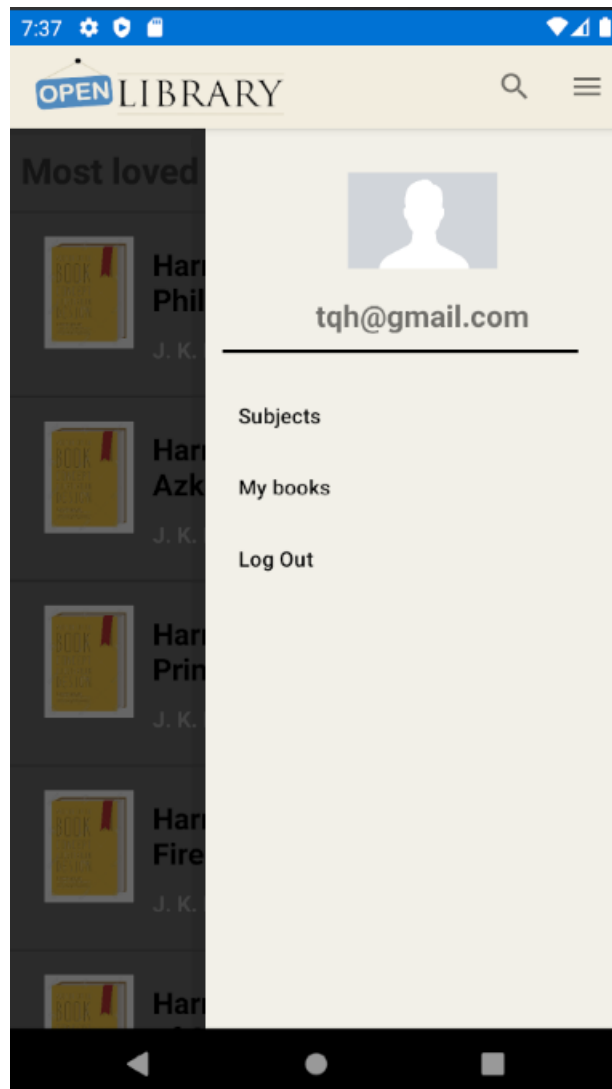 7:37
OPEN LIBRARY
Most loved
tqh@gmail.com
Subjects
My books
Log Out
Harr
Phil
J. K.
Harr
Azk
J. K.
Harr
Prin
J. K.
Harr
Fire
J. K.
Harr